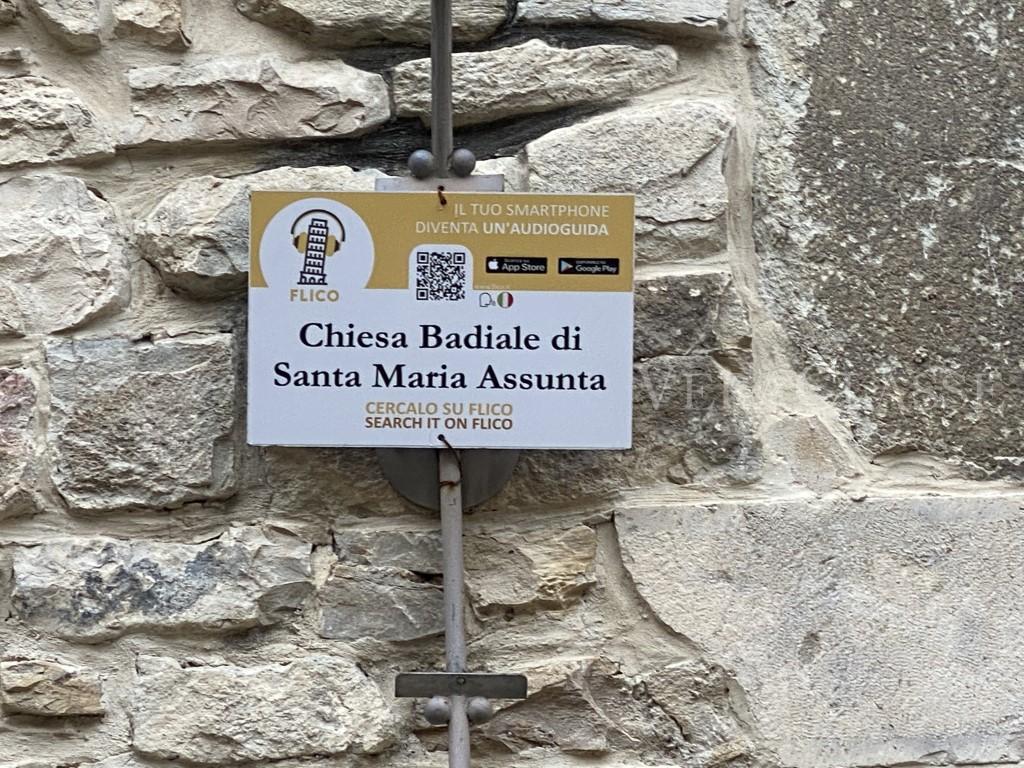 IL TUO SMARTPHONE
DIVENTA UN'AUDIOGUIDA
App Store
Google Play
FLICO
Chiesa Badiale di
Santa Maria Assunta
CERCALO SU FLICO
SEARCH IT ON FLICO